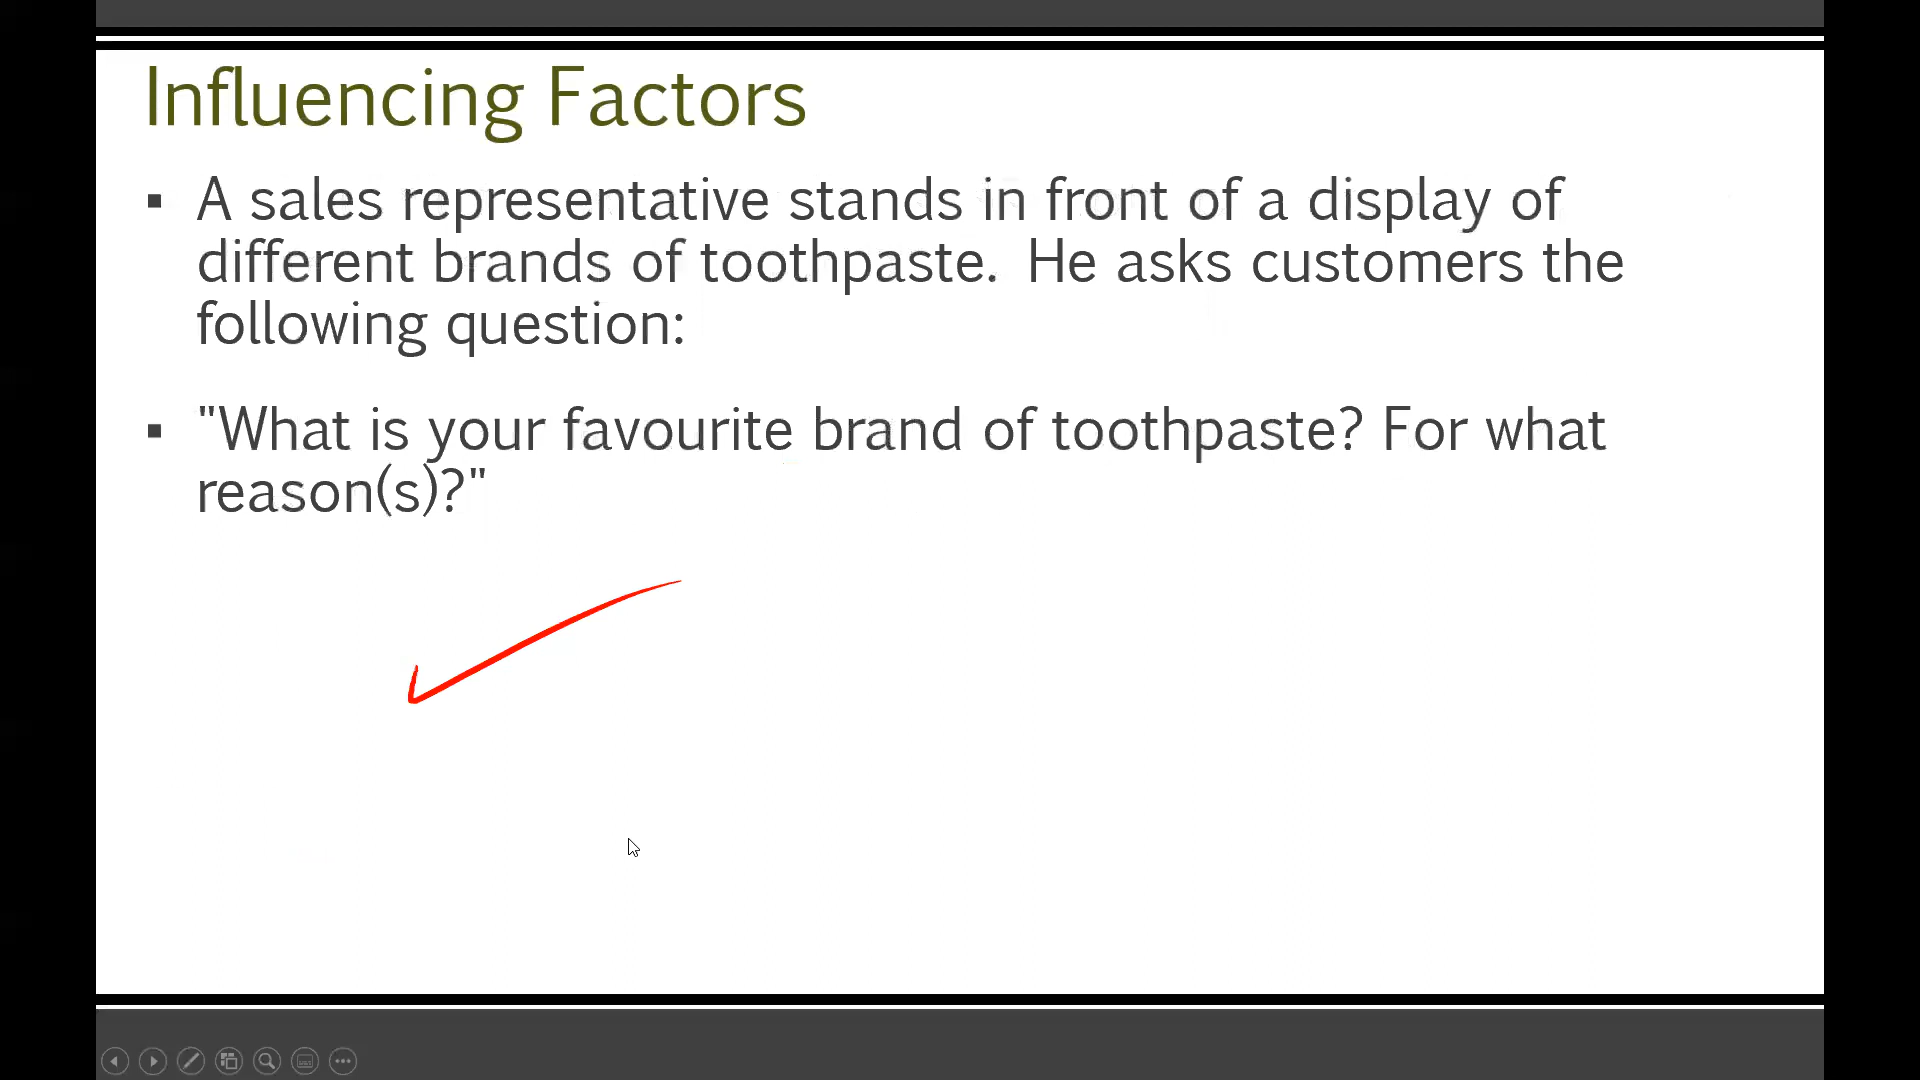 Influencing Factors
▪ A sales representative stands in front of a display of
different brands of toothpaste. He asks customers the
following question:
▪ "What is your favourite brand of toothpaste? For what
reason(s)?"